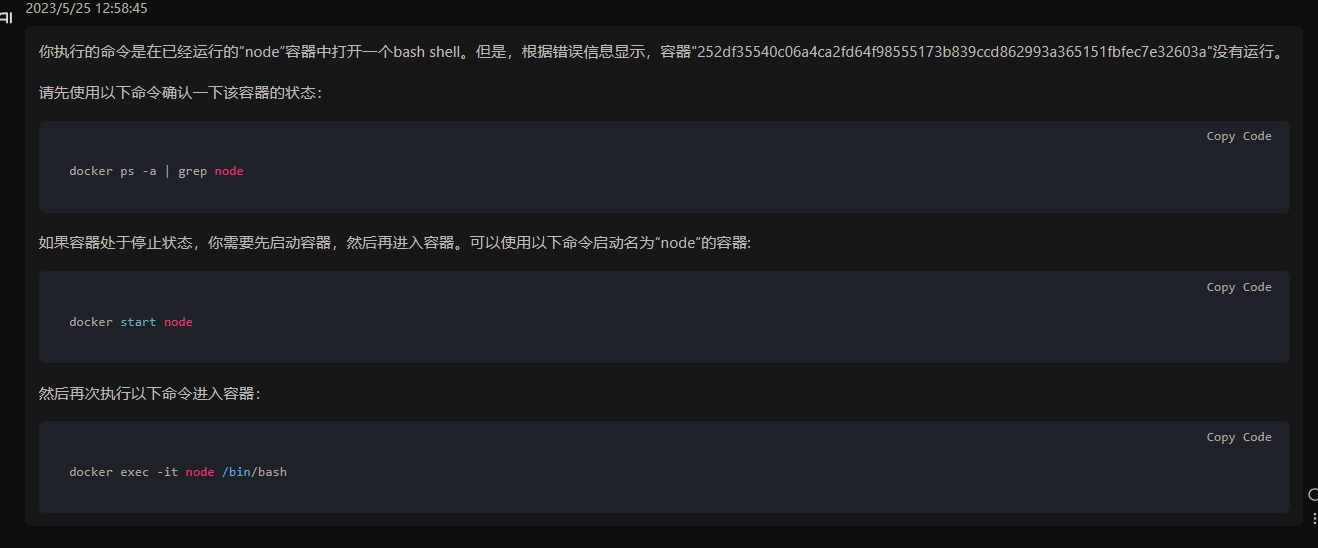 AI
2023/5/25 12:58:45
你执行的命令是在已经运行的“node”容器中打开一个bash shell。但是，根据错误信息显示，容器"252df35540c06a4ca2fd64f98555173b839ccd862993a365151fbfec7e32603a"没有运行。
请先使用以下命令确认一下该容器的状态：
Copy Code
docker ps -a | grep node
如果容器处于停止状态，你需要先启动容器，然后再进入容器。可以使用以下命令启动名为“node”的容器:
Copy Code
docker start node
然后再次执行以下命令进入容器：
Copy Code
docker exec -it node /bin/bash